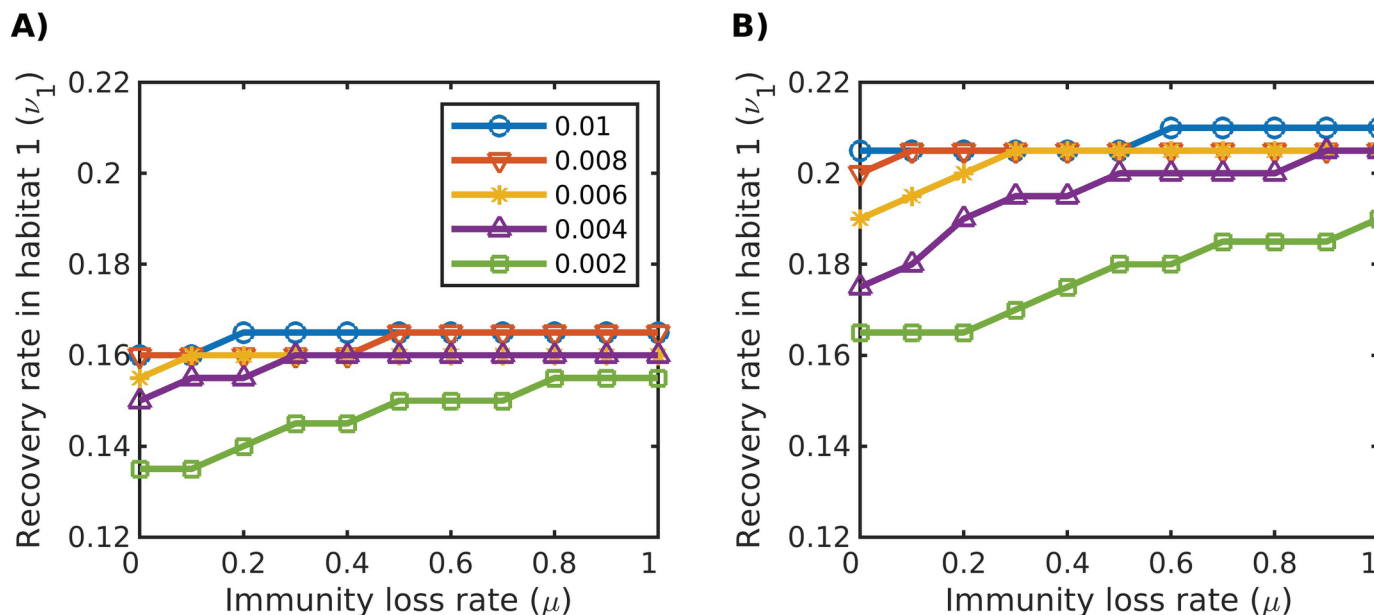 A)
Recovery rate in habitat 1 (ν1)
0.22
0.2
0.18
0.16
0.14
0.12
0 0.2 0.4 0.6 0.8 1
Immunity loss rate (μ)
0.01
0.008
0.006
0.004
0.002
B)
Recovery rate in habitat 1 (ν1)
0.22
0.2
0.18
0.16
0.14
0.12
0 0.2 0.4 0.6 0.8 1
Immunity loss rate (μ)